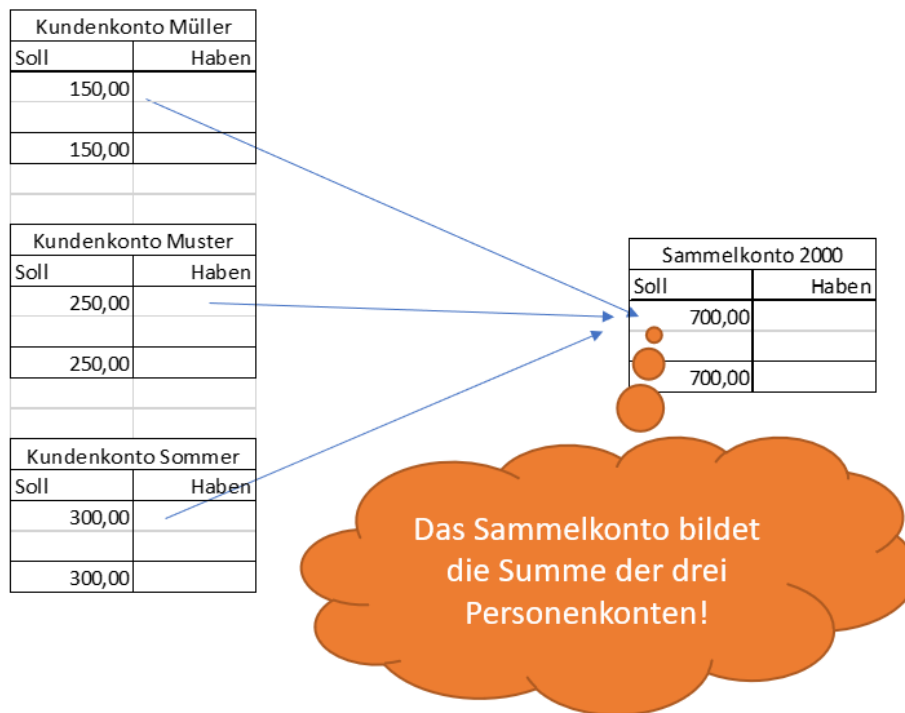 Kundenkonto Müller
Soll Haben
150,00
150,00
Kundenkonto Muster
Soll Haben
250,00
250,00
Kundenkonto Sommer
Soll Haben
300,00
300,00
Sammelkonto 2000
Soll Haben
700,00
700,00
Das Sammelkonto bildet
die Summe der drei
Personenkonten!